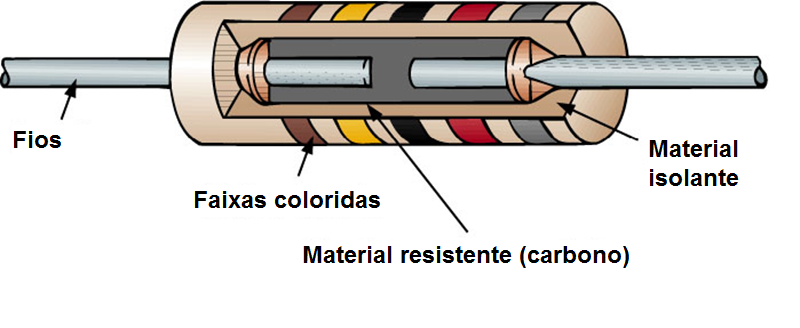 Fios
Faixas coloridas
Material resistente (carbono)
Material
isolante